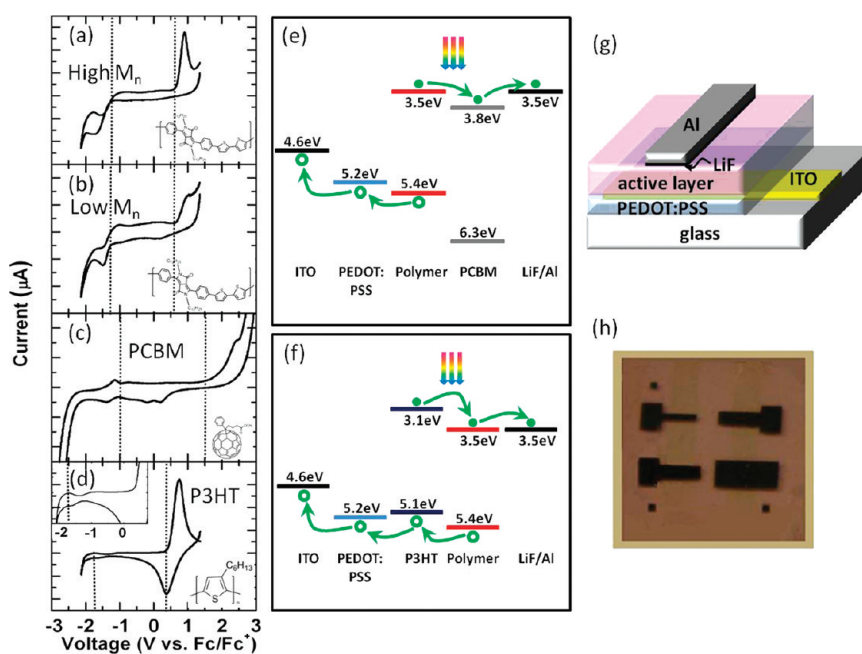 (a)
High Mn
(b)
Low Mn
(c)
PCBM
(d)
P3HT
-2 -1 0
C6H13
S
n
-3 -2 -1 0 1 2 3
Voltage (V vs. Fc/Fc+)
Current (μA)
(e)
3.5eV
3.8eV
3.5eV
4.6eV
5.2eV
5.4eV
6.3eV
ITO PEDOT: Polymer PCBM LiF/Al
PSS
(f)
3.1eV
3.5eV
3.5eV
4.6eV
5.2eV
5.1eV
5.4eV
ITO PEDOT: P3HT Polymer LiF/Al
PSS
(g)
Al
LiF
active layer
ITO
PEDOT:PSS
glass
(h)